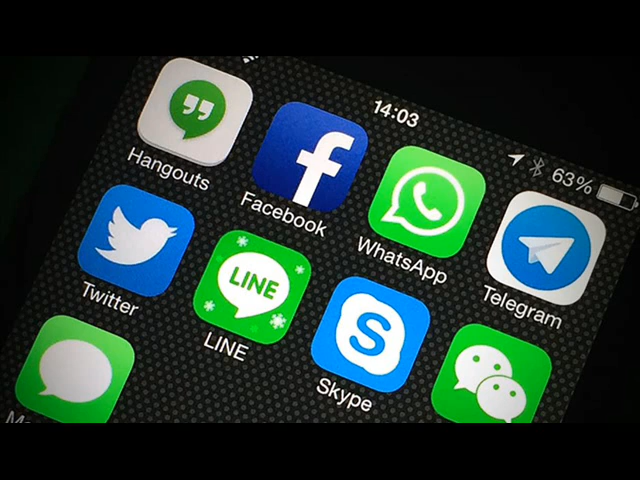 14:03
63%
Hangouts
Facebook
WhatsApp
Telegram
Twitter
LINE
LINE
Skype
S
f